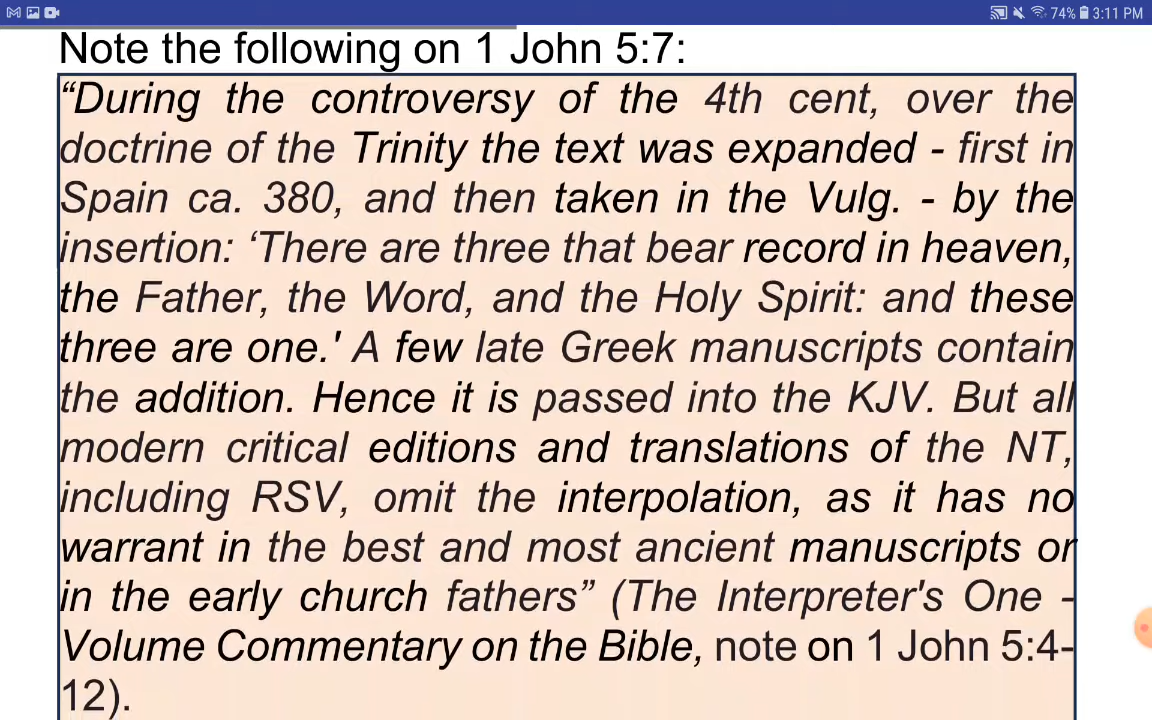 74% 3:11 PM
Note the following on 1 John 5:7:
“During the controversy of the 4th cent, over the
doctrine of the Trinity the text was expanded - first in
Spain ca. 380, and then taken in the Vulg. - by the
insertion: ‘There are three that bear record in heaven,
the Father, the Word, and the Holy Spirit: and these
three are one.' A few late Greek manuscripts contain
the addition. Hence it is passed into the KJV. But all
modern critical editions and translations of the NT,
including RSV, omit the interpolation, as it has no
warrant in the best and most ancient manuscripts or
in the early church fathers” (The Interpreter's One -
Volume Commentary on the Bible, note on 1 John 5:4-
12).